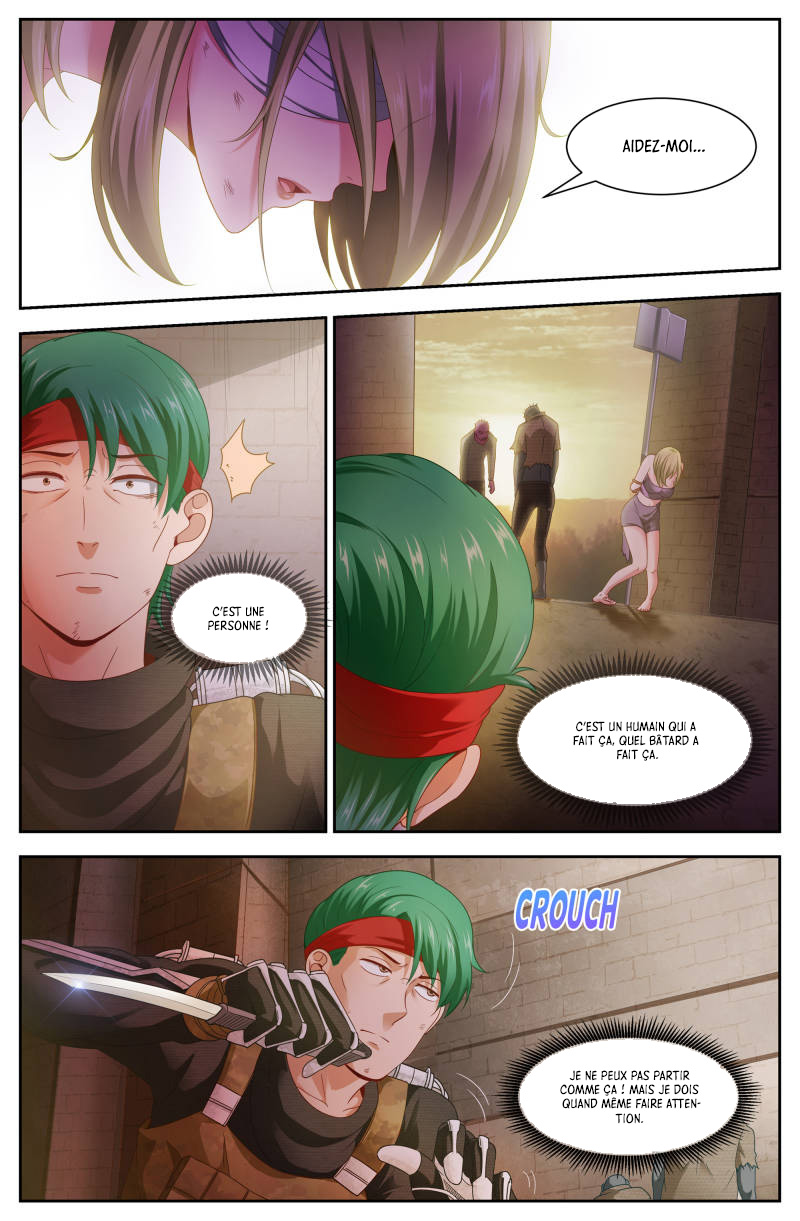 AIDEZ-MOI...
C'EST UNE
PERSONNE !
C'EST UN HUMAIN QUI A
FAIT ÇA, QUEL BÂTARD A
FAIT ÇA.
CROUCH
JE NE PEUX PAS PARTIR
COMME ÇA ! MAIS JE DOIS
QUAND MÊME FAIRE ATTEN-
TION.